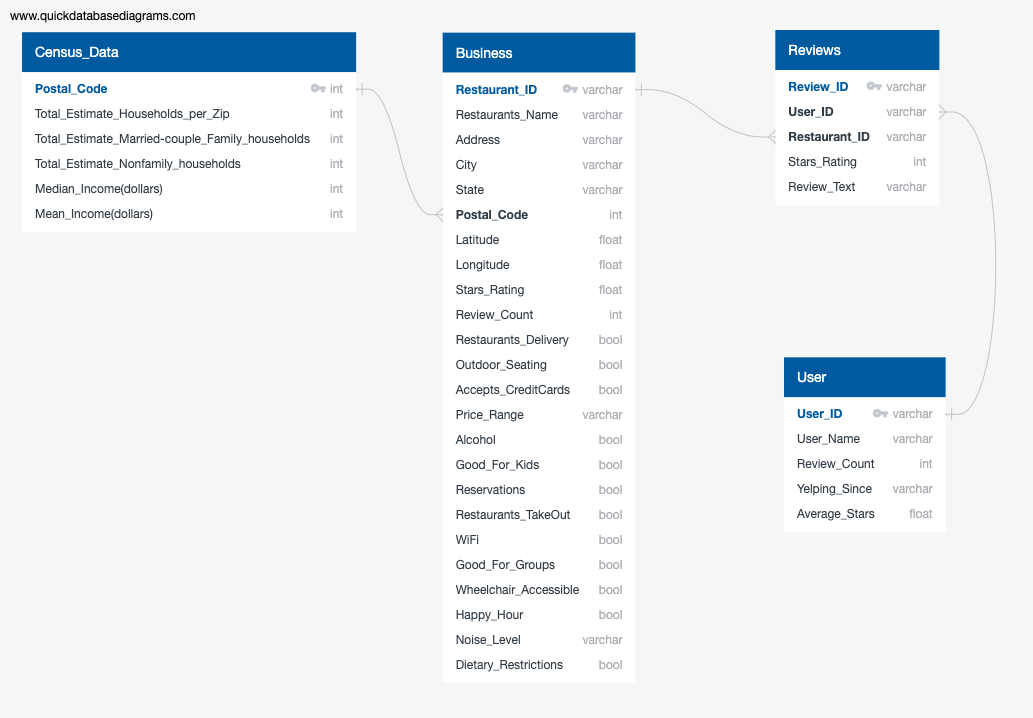 www.quickdatabasediagrams.com
Census_Data
Postal_Code int
Total_Estimate_Households_per_Zip int
Total_Estimate_Married-couple_Family_households int
Total_Estimate_Nonfamily_households int
Median_Income(dollars) int
Mean_Income(dollars) int
Business
Restaurant_ID varchar
Restaurants_Name varchar
Address varchar
City varchar
State varchar
Postal_Code int
Latitude float
Longitude float
Stars_Rating float
Review_Count int
Restaurants_Delivery bool
Outdoor_Seating bool
Accepts_CreditCards bool
Price_Range varchar
Alcohol bool
Good_For_Kids bool
Reservations bool
Restaurants_TakeOut bool
WiFi bool
Good_For_Groups bool
Wheelchair_Accessible bool
Happy_Hour bool
Noise_Level varchar
Dietary_Restrictions bool
Reviews
Review_ID varchar
User_ID varchar
Restaurant_ID varchar
Stars_Rating int
Review_Text varchar
User
User_ID varchar
User_Name varchar
Review_Count int
Yelping_Since varchar
Average_Stars float